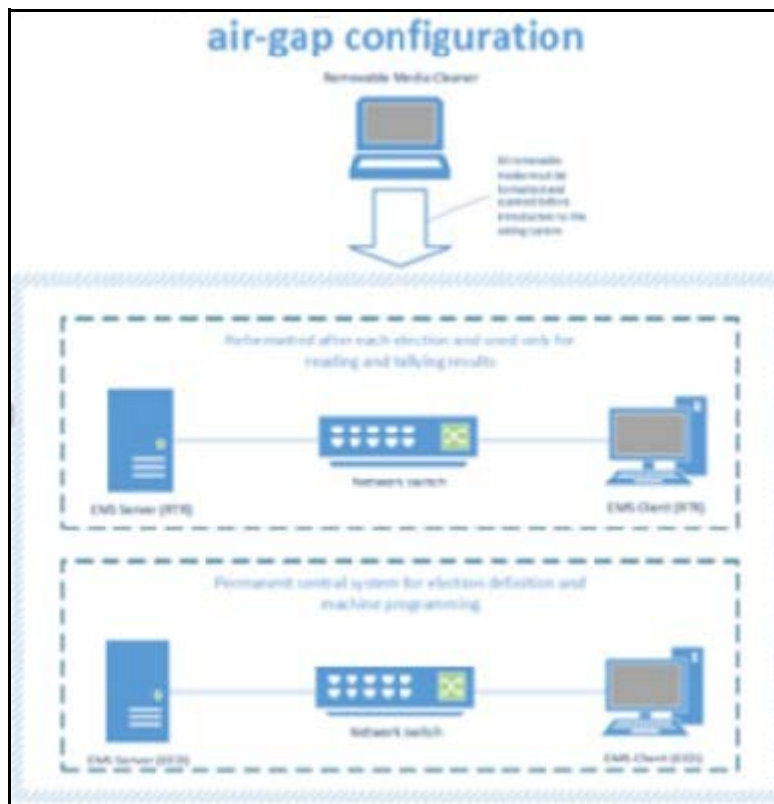 air-gap configuration
Removable Media Cleaner
All removable
media must be
formatted and
scanned before
introduction to the
voting system
Reformatted after each election and used only for
reading and tallying results
Network switch
EMS Server (RTR)
EMS Client (RTR)
Permanent central system for election definition and
machine programming
Network switch
EMS Server
EMS Client